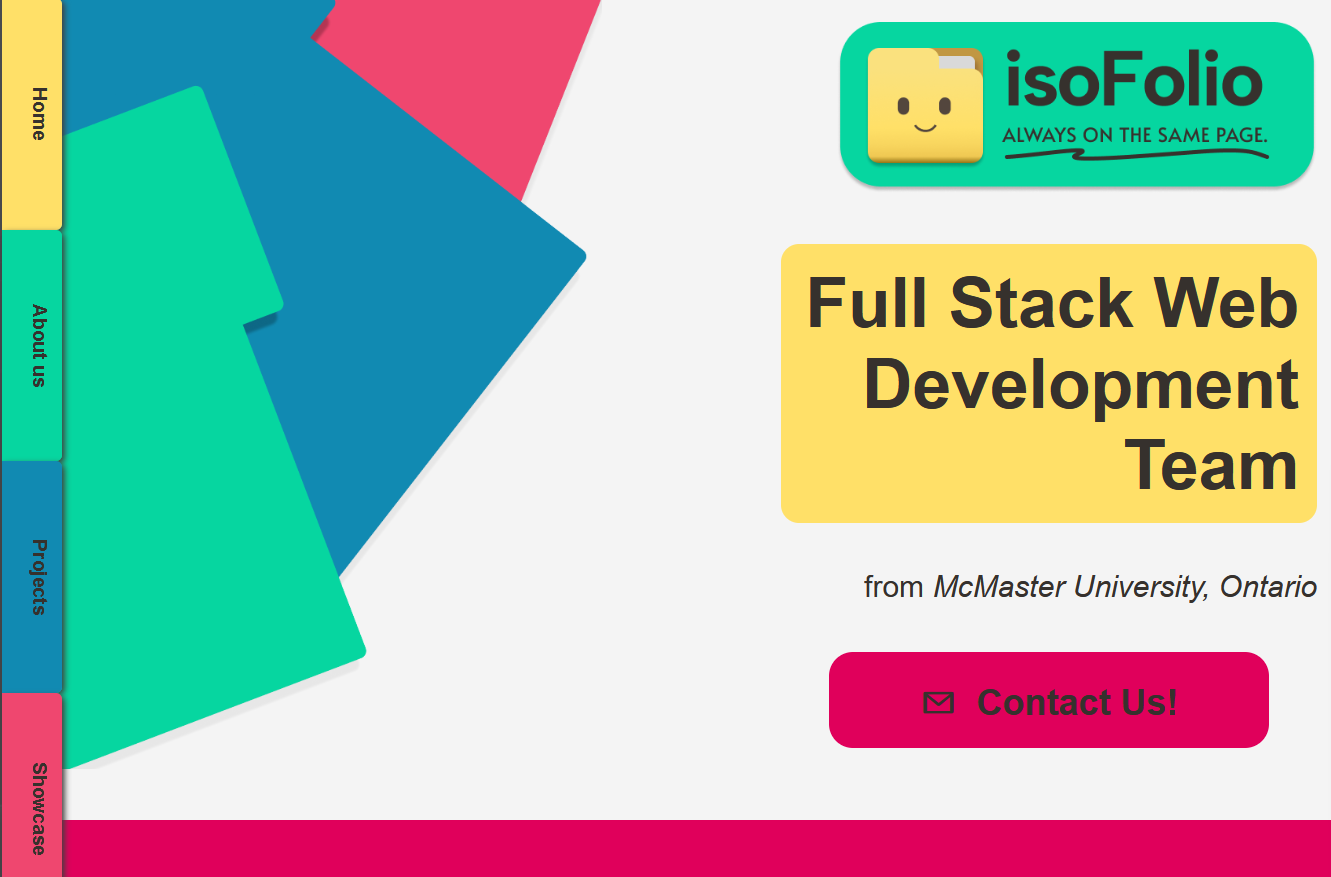 Home
About us
Projects
Showcase
isoFolio
ALWAYS ON THE SAME PAGE.
Full Stack Web
Development
Team
from McMaster University, Ontario
Contact Us!